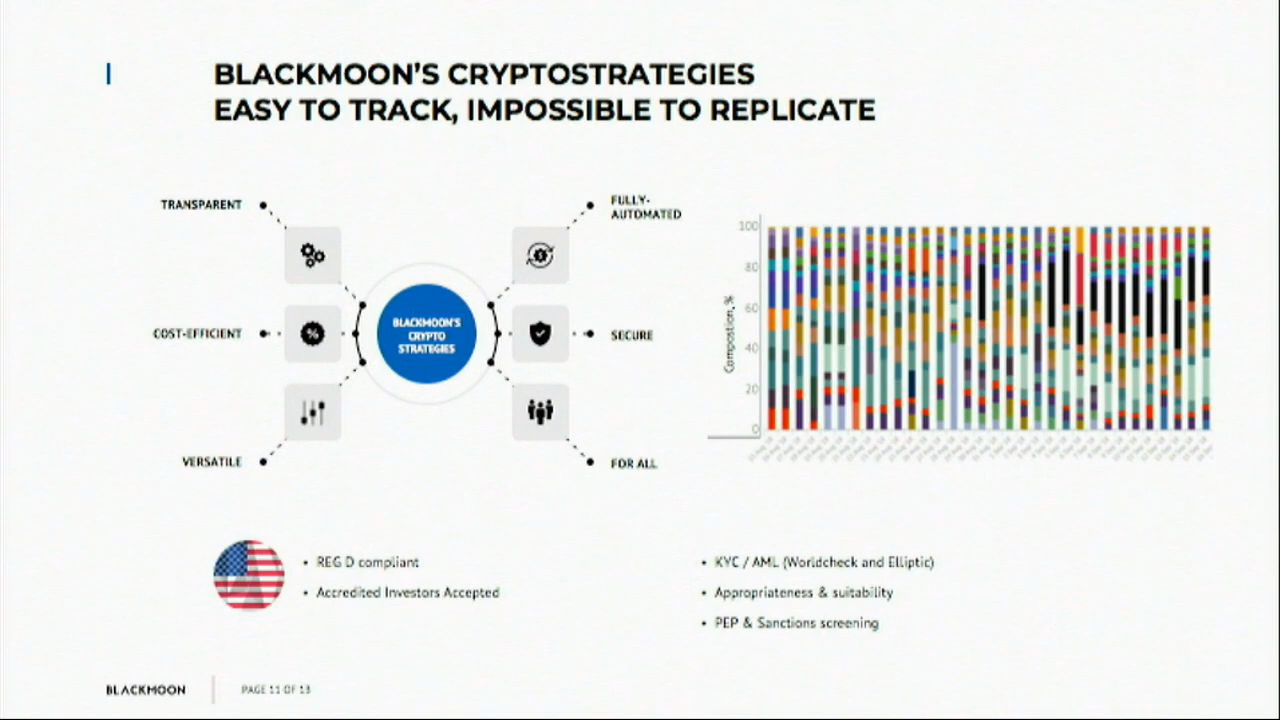 BLACKMOON'S CRYPTOSTRATEGIES
EASY TO TRACK, IMPOSSIBLE TO REPLICATE
TRANSPARENT
COST-EFFICIENT
VERSATILE
BLACKMOON'S
CRYPTO
STRATEGIES
FULLY-
AUTOMATED
SECURE
FOR ALL
Compostion, %
100
80
60
40
20
0
• REG D compliant
• Accredited Investors Accepted
• KYC / AML (Worldcheck and Elliptic)
• Appropriateness & suitability
• PEP & Sanctions screening
BLACKMOON
PAGE 11 OF 13